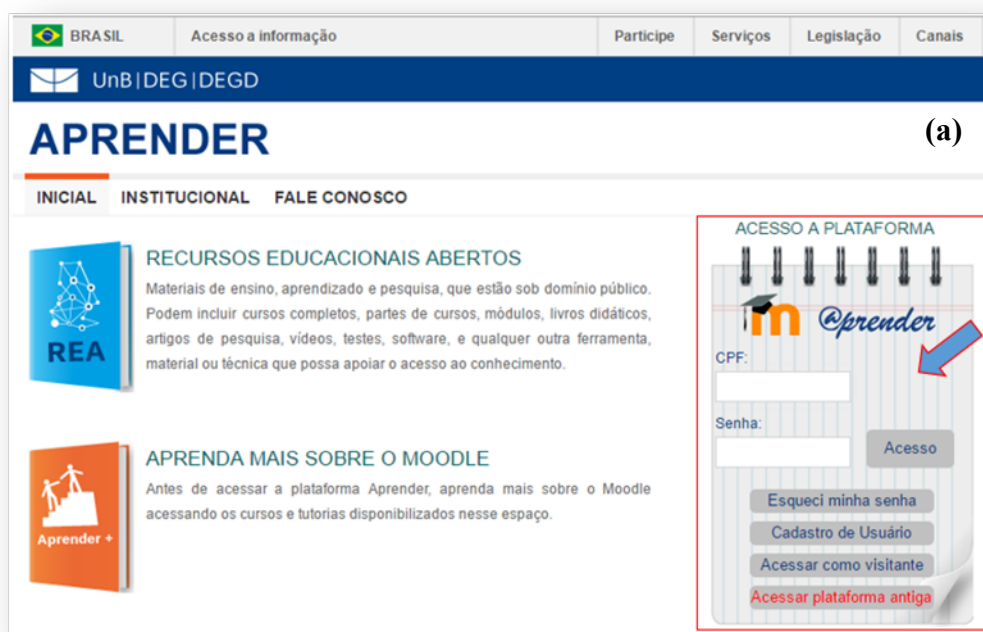 BRASIL Acesso a informação Participe Serviços Legislação Canais
UnB|DEG|DEGD
APRENDER
(a)
INICIAL INSTITUCIONAL FALE CONOSCO
REA
RECURSOS EDUCACIONAIS ABERTOS
Materiais de ensino, aprendizado e pesquisa, que estão sob domínio público.
Podem incluir cursos completos, partes de cursos, módulos, livros didáticos,
artigos de pesquisa, vídeos, testes, software, e qualquer outra ferramenta,
material ou técnica que possa apoiar o acesso ao conhecimento.
Aprender +
APRENDA MAIS SOBRE O MOODLE
Antes de acessar a plataforma Aprender, aprenda mais sobre o Moodle
acessando os cursos e tutorias disponibilizados nesse espaço.
ACESSO A PLATAFORMA
m @prender
CPF:
Senha:
Acesso
Esqueci minha senha
Cadastro de Usuário
Acessar como visitante
Acessar plataforma antiga